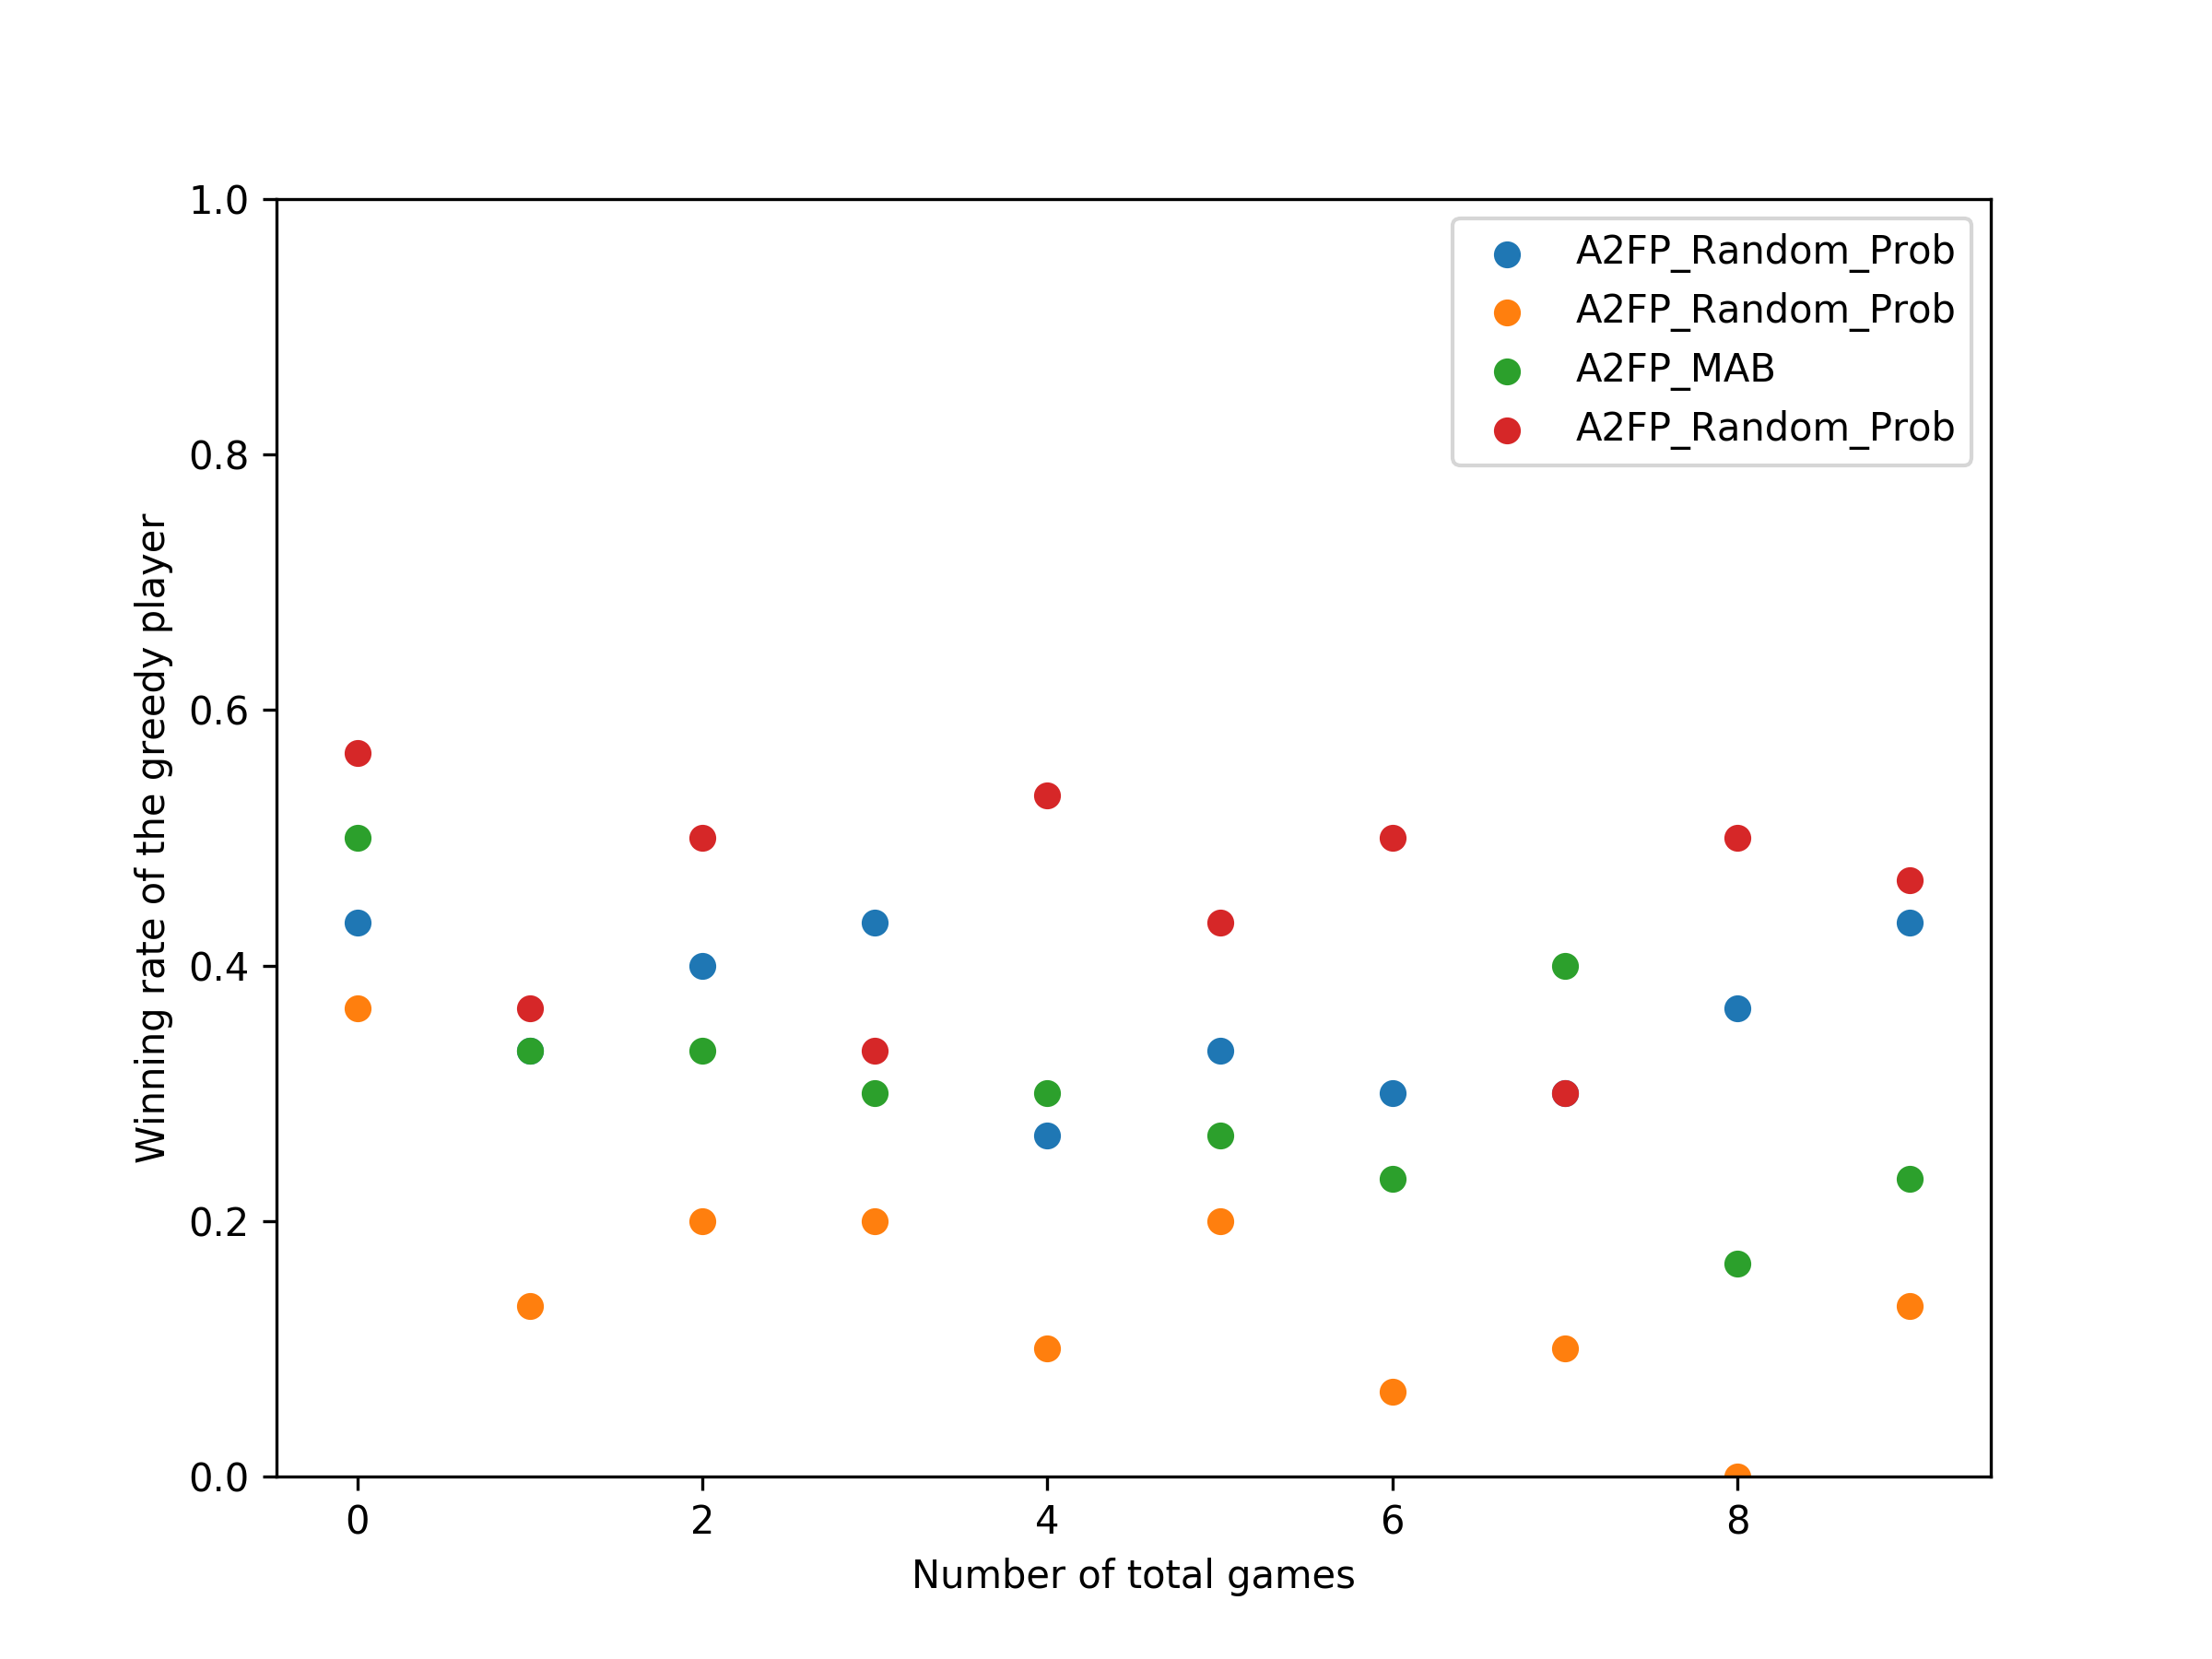 1.0
0.8
0.6
0.4
0.2
0.0
Winning rate of the greedy player
A2FP_Random_Prob
A2FP_Random_Prob
A2FP_MAB
A2FP_Random_Prob
0 2 4 6 8
Number of total games